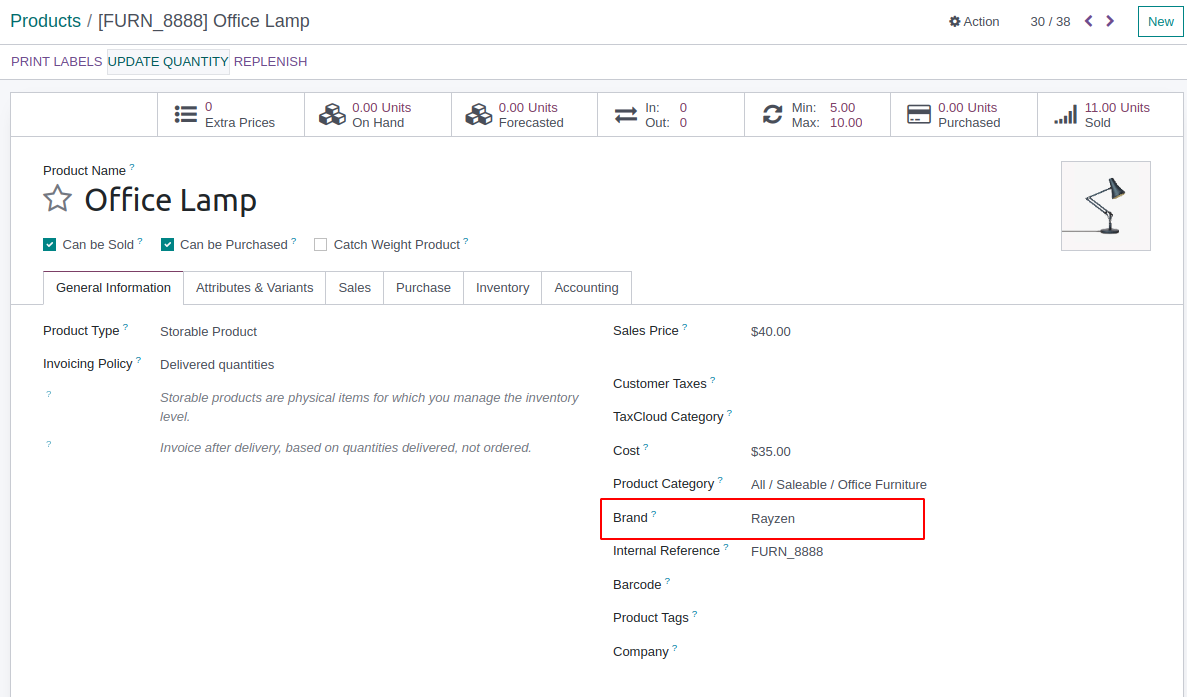 Products / [FURN_8888] Office Lamp
Action
30 / 38
New
PRINT LABELS UPDATE QUANTITY REPLENISH
0
Extra Prices
0.00 Units
On Hand
0.00 Units
Forecasted
In: 0
Out: 0
Min: 5.00
Max: 10.00
0.00 Units
Purchased
11.00 Units
Sold
Product Name ?
Office Lamp
Can be Sold ? Can be Purchased ? Catch Weight Product ?
General Information Attributes & Variants Sales Purchase Inventory Accounting
Product Type ? Storable Product
Invoicing Policy ? Delivered quantities
? Storable products are physical items for which you manage the inventory
level.
? Invoice after delivery, based on quantities delivered, not ordered.
Sales Price ? $40.00
Customer Taxes ?
TaxCloud Category ?
Cost ? $35.00
Product Category ? All / Saleable / Office Furniture
Brand ? Rayzen
Internal Reference ? FURN_8888
Barcode ?
Product Tags ?
Company ?